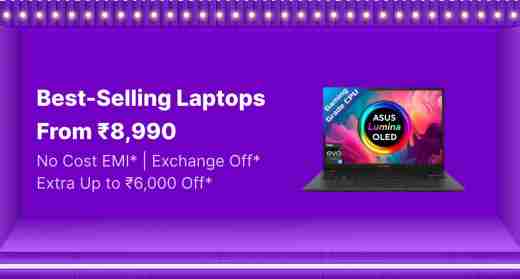 Best-Selling Laptops
From ₹8,990
No Cost EMI* | Exchange Off*
Extra Up to ₹6,000 Off*
Gaming
Grade CPU
ASUS
Lumina
OLED
evo